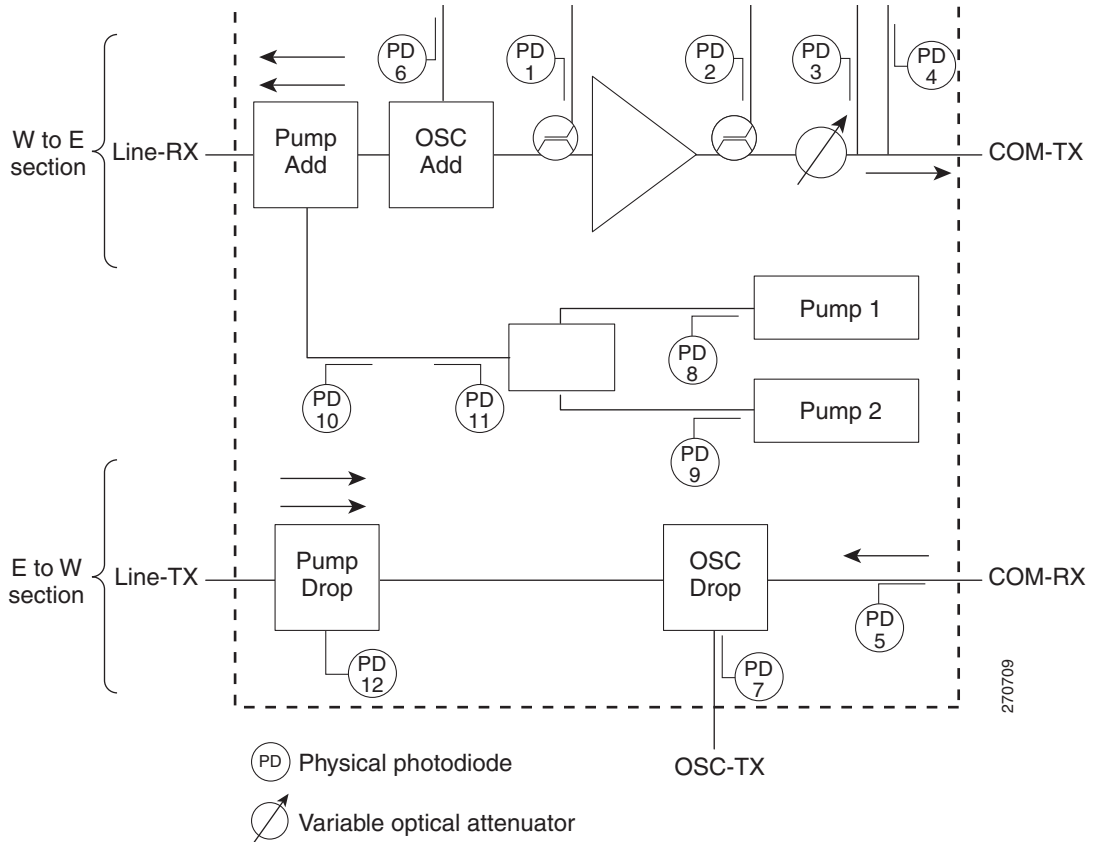 PD
6
PD
1
PD
2
PD
3
PD
4
W to E
section
Line-RX
Pump
Add
OSC
Add
COM-TX
Pump 1
PD
8
PD
10
PD
11
Pump 2
PD
9
E to W
section
Line-TX
Pump
Drop
OSC
Drop
COM-RX
PD
5
PD
12
PD
7
270709
OSC-TX
PD Physical photodiode
Variable optical attenuator